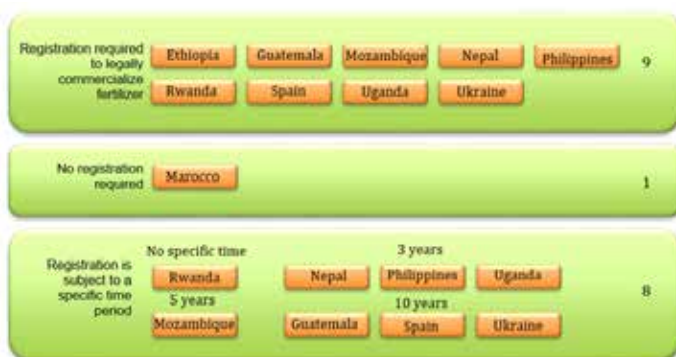 Registration required
to legally
commercialize
fertilizer
Ethiopia Guatemala Mozambique Nepal Philippines 9
Rwanda Spain Uganda Ukraine
No registration
required
Marocco 1
Registration is
subject to a
specific time
period
No specific time 3 years
Rwanda Nepal Philippines Uganda 8
5 years 10 years
Mozambique Guatemala Spain Ukraine